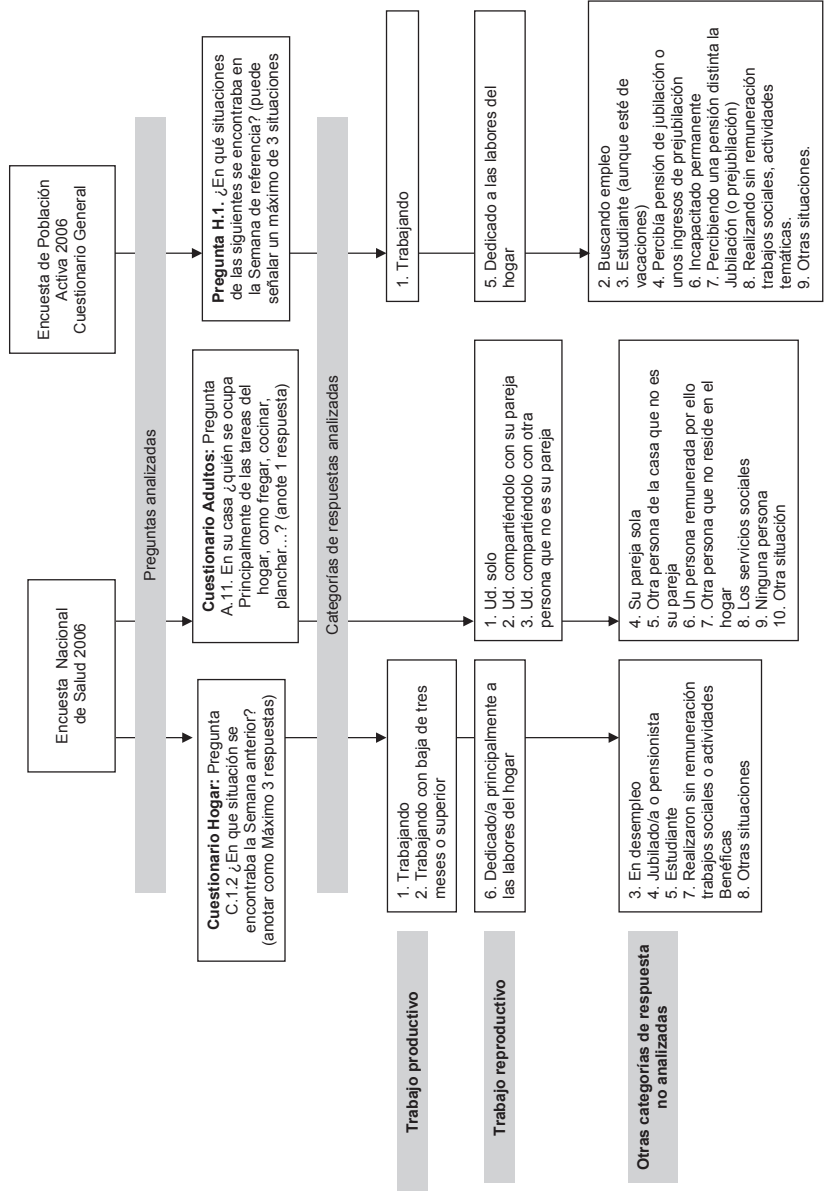 Encuesta Nacional
de Salud 2006
Encuesta de Población
Activa 2006
Cuestionario General
Preguntas analizadas
Cuestionario Hogar: Pregunta
C.1.2 ¿En que situación se
encontraba la Semana anterior?
(anotar como Máximo 3 respuestas)
Cuestionario Adultos: Pregunta
A.11. En su casa ¿quién se ocupa
Principalmente de las tareas del
hogar, como fregar, cocinar,
planchar...? (anote 1 respuesta)
Pregunta H.1. ¿En qué situaciones
de las siguientes se encontraba en
la Semana de referencia? (puede
señalar un máximo de 3 situaciones
Categorías de respuestas analizadas
Trabajo productivo
1. Trabajando
2. Trabajando con baja de tres
meses o superior
1. Trabajando
Trabajo reproductivo
6. Dedicado/a principalmente a
las labores del hogar
1. Ud. solo
2. Ud. compartiéndolo con su pareja
3. Ud. compartiéndolo con otra
persona que no es su pareja
5. Dedicado a las labores del
hogar
Otras categorías de respuesta
no analizadas
3. En desempleo
4. Jubilado/a o pensionista
5. Estudiante
7. Realizaron sin remuneración
trabajos sociales o actividades
Benéficas
8. Otras situaciones
4. Su pareja sola
5. Otra persona de la casa que no es
su pareja
6. Un persona remunerada por ello
7. Otra persona que no reside en el
hogar
8. Los servicios sociales
9. Ninguna persona
10. Otra situación
2. Buscando empleo
3. Estudiante (aunque esté de
vacaciones)
4. Percibía pensión de jubilación o
unos ingresos de prejubilación
6. Incapacitado permanente
7. Percibiendo una pensión distinta la
Jubilación (o prejubilación)
8. Realizando sin remuneración
trabajos sociales, actividades
temáticas.
9. Otras situaciones.